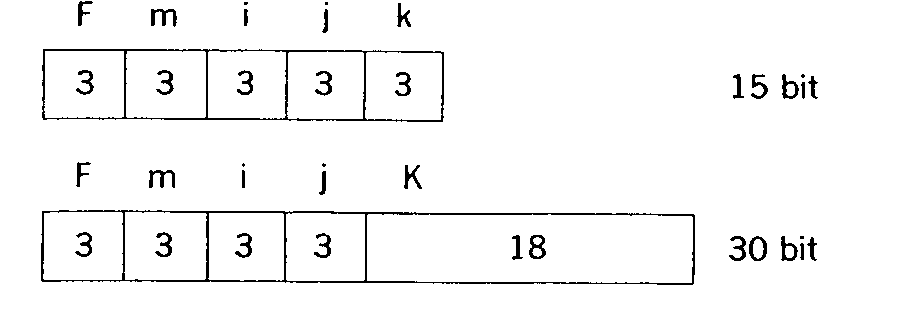 F m i j k
3 3 3 3 3 15 bit
F m i j K
3 3 3 3 18 30 bit